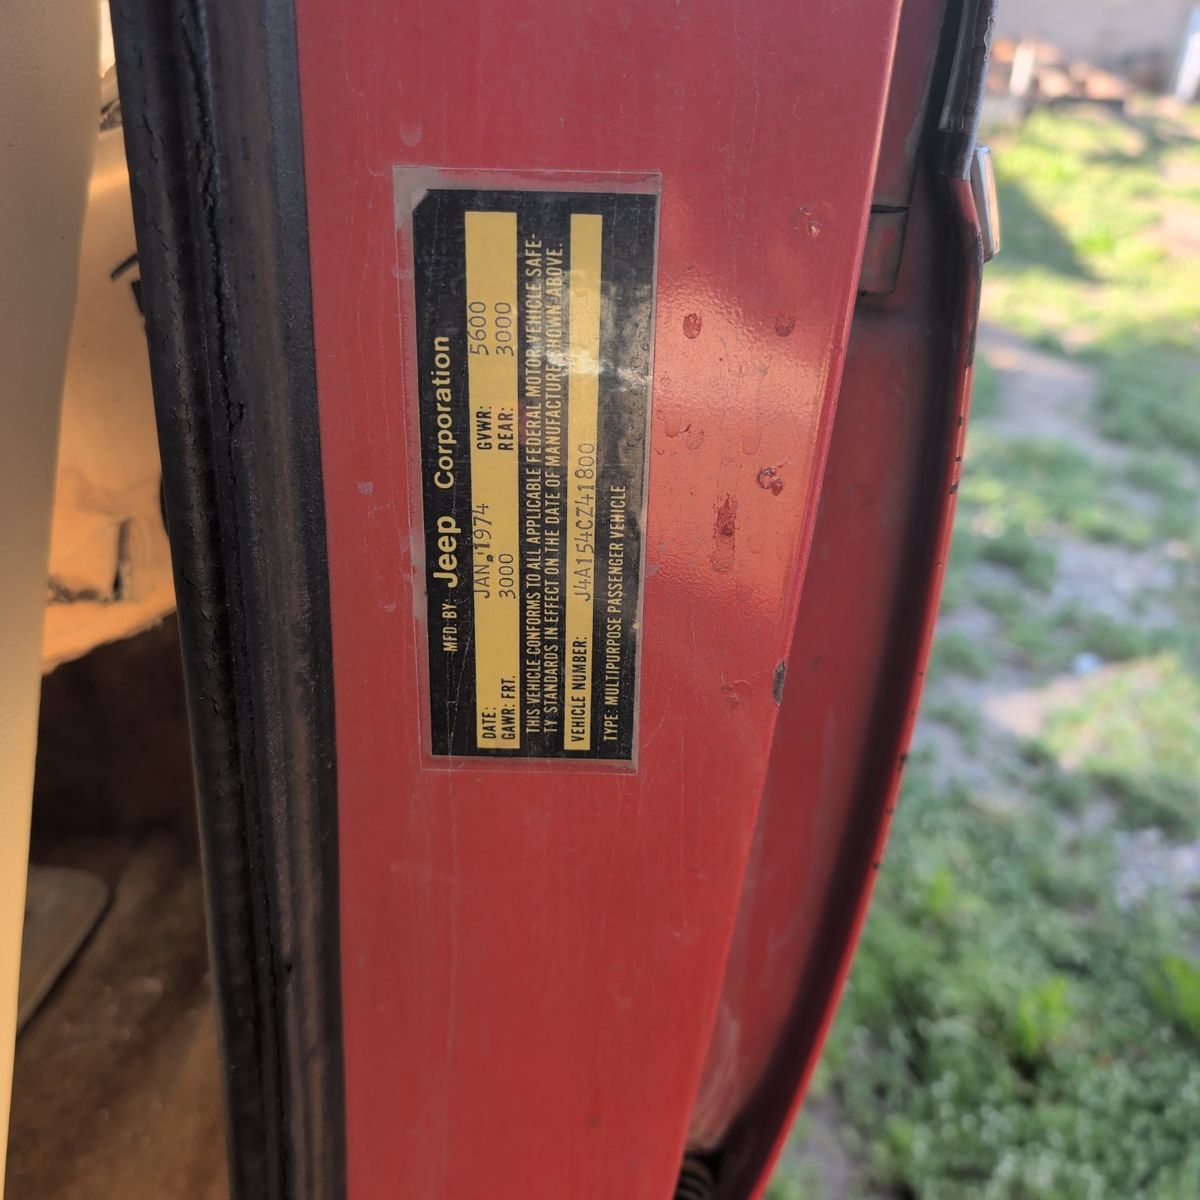 MFD. BY: Jeep Corporation
DATE: JAN, 1974 GVWR: 5600
GAWR: FRT. 3000 REAR: 3000
THIS VEHICLE CONFORMS TO ALL APPLICABLE FEDERAL MOTOR VEHICLE SAFE-
TY STANDARDS IN EFFECT ON THE DATE OF MANUFACTURE SHOWN ABOVE.
VEHICLE NUMBER: J4A154CZ41800
TYPE: MULTIPURPOSE PASSENGER VEHICLE